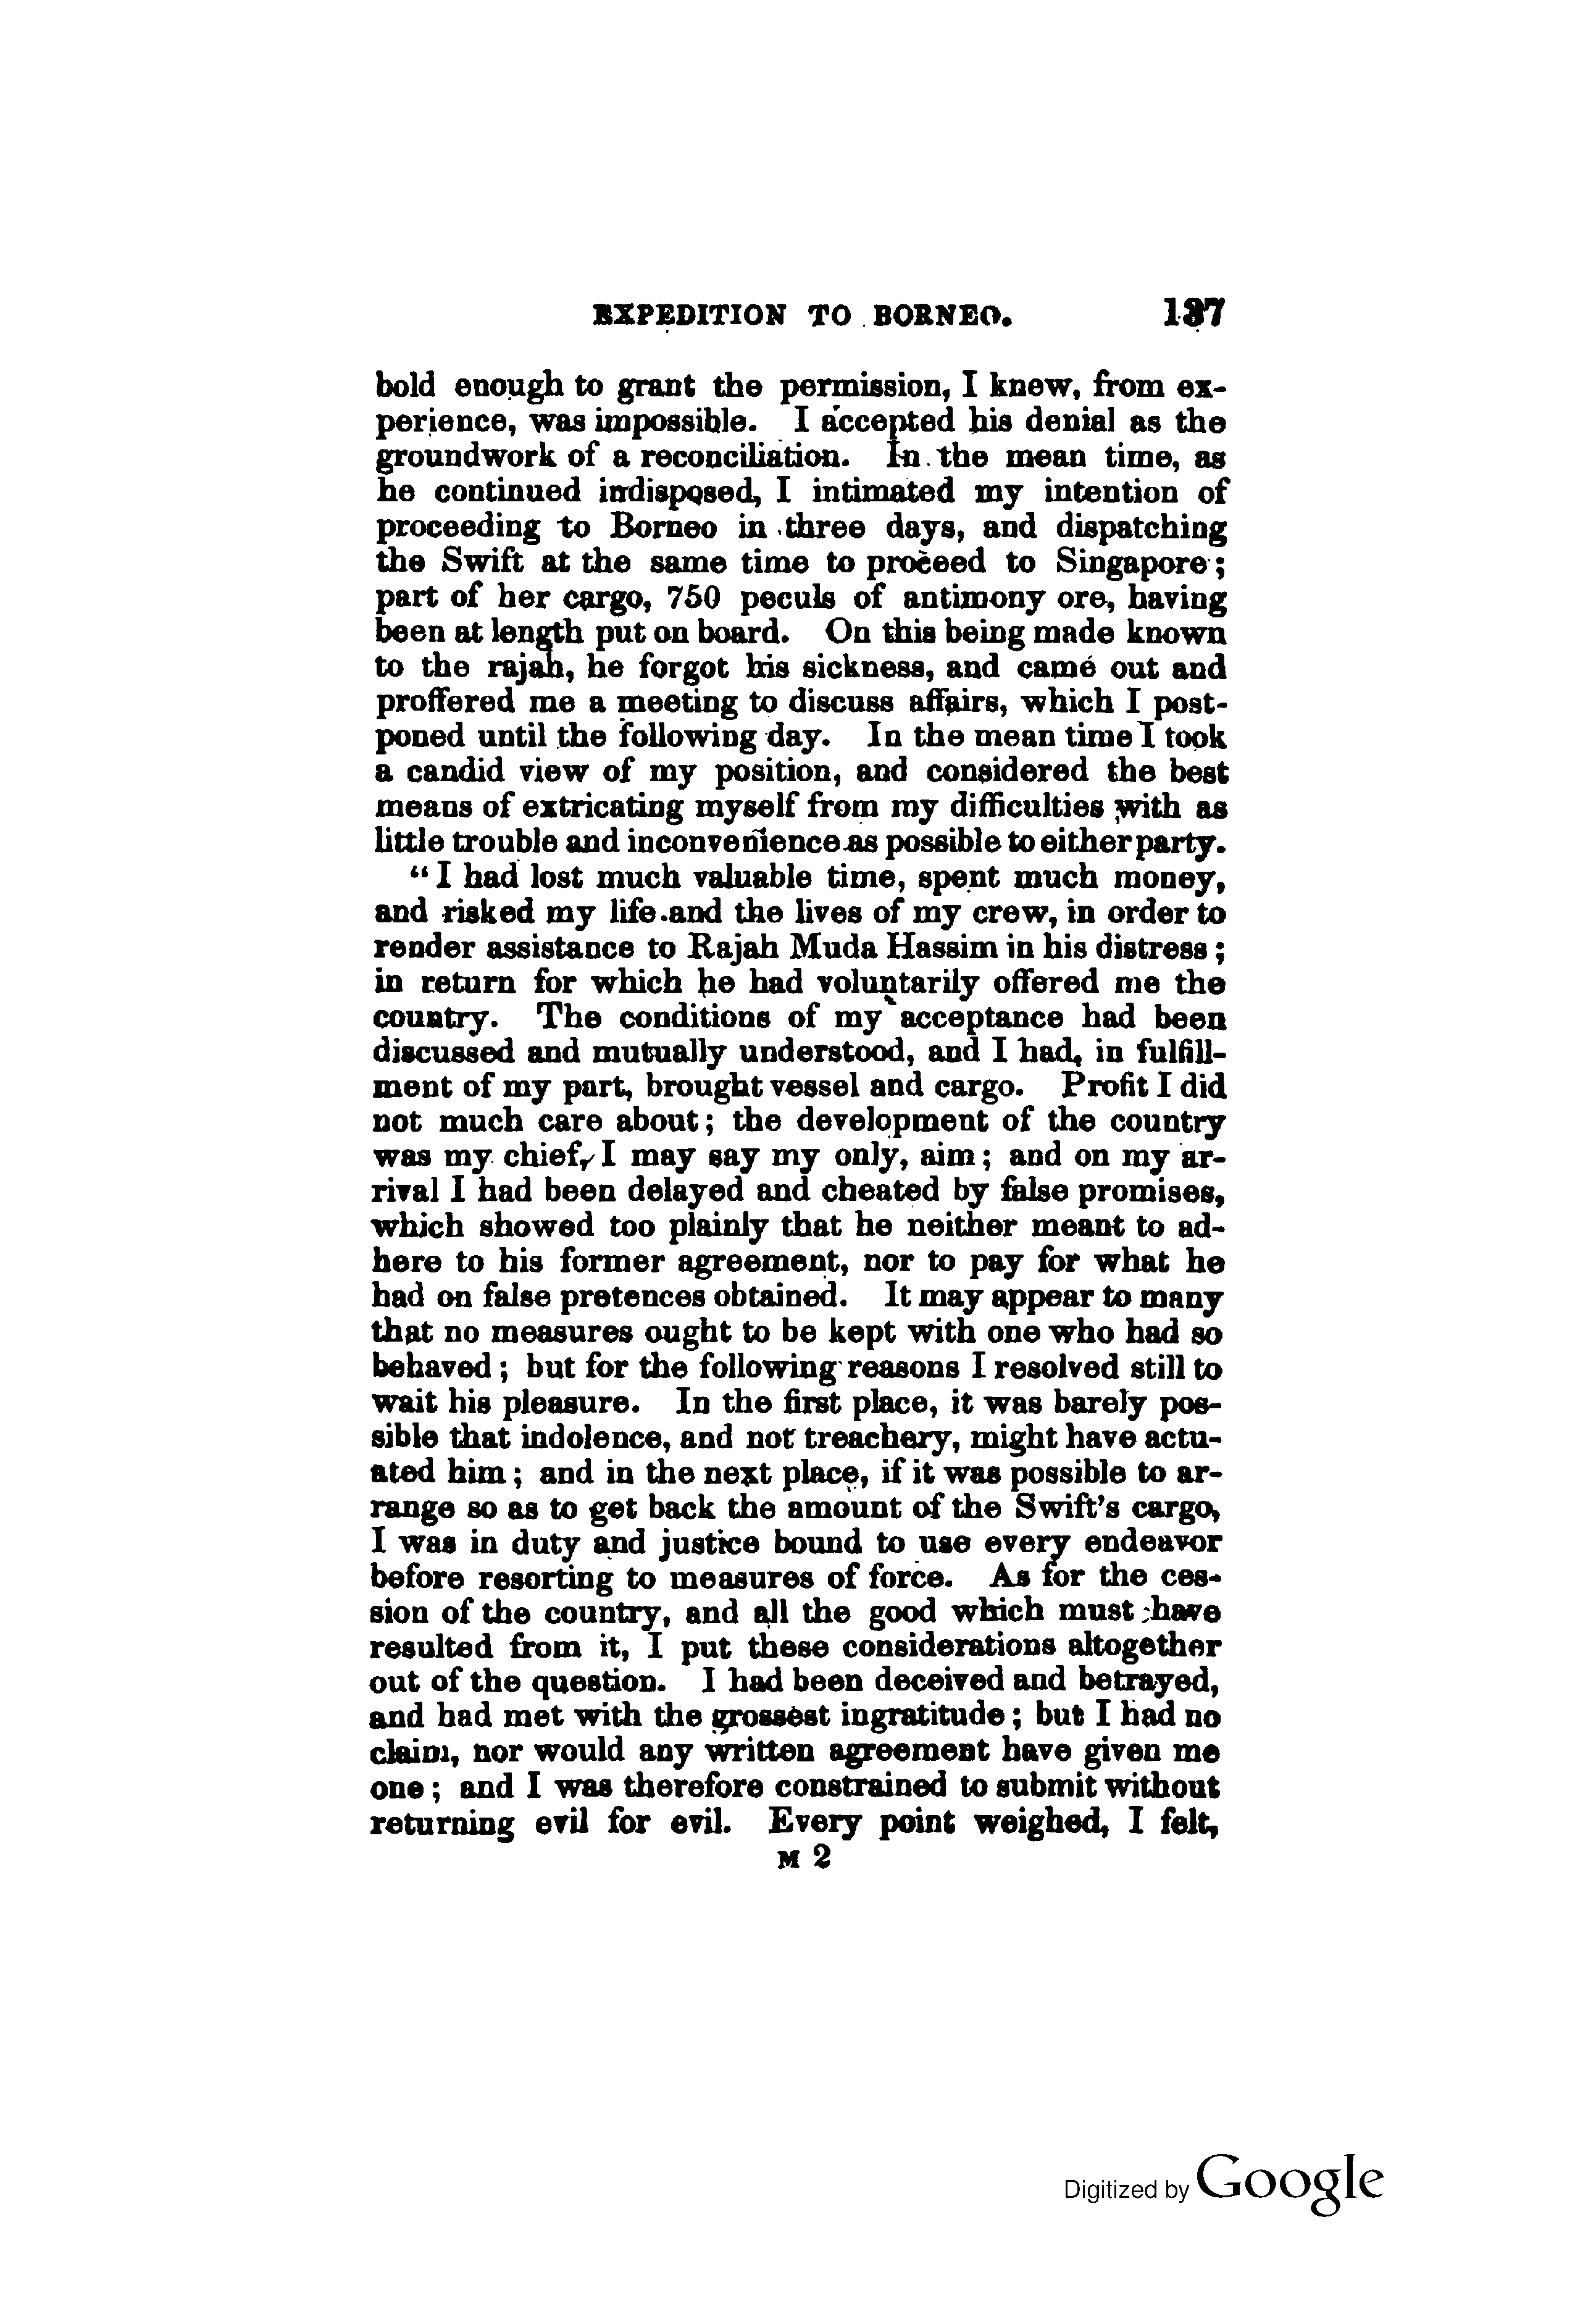 EXPEDITION TO BORNEO. 137
bold enough to grant the permission, I knew, from ex-
perience, was impossible. I accepted his denial as the
groundwork of a reconciliation. In the mean time, as
he continued indisposed, I intimated my intention of
proceeding to Borneo in three days, and dispatching
the Swift at the same time to proceed to Singapore;
part of her cargo, 750 peculs of antimony ore, having
been at length put on board. On this being made known
to the rajah, he forgot his sickness, and came out and
proffered me a meeting to discuss affairs, which I post-
poned until the following day. In the mean time I took
a candid view of my position, and considered the best
means of extricating myself from my difficulties with as
little trouble and inconvenience as possible to either party.
“I had lost much valuable time, spent much money,
and risked my life and the lives of my crew, in order to
render assistance to Rajah Muda Hassim in his distress;
in return for which he had voluntarily offered me the
country. The conditions of my acceptance had been
discussed and mutually understood, and I had, in fulfill-
ment of my part, brought vessel and cargo. Profit I did
not much care about; the development of the country
was my chief, I may say my only, aim; and on my ar-
rival I had been delayed and cheated by false promises,
which showed too plainly that he neither meant to ad-
here to his former agreement, nor to pay for what he
had on false pretences obtained. It may appear to many
that no measures ought to be kept with one who had so
behaved; but for the following reasons I resolved still to
wait his pleasure. In the first place, it was barely pos-
sible that indolence, and not treachery, might have actu-
ated him; and in the next place, if it was possible to ar-
range so as to get back the amount of the Swift's cargo,
I was in duty and justice bound to use every endeavor
before resorting to measures of force. As for the ces-
sion of the country, and all the good which must have
resulted from it, I put these considerations altogether
out of the question. I had been deceived and betrayed,
and had met with the grossest ingratitude; but I had no
claim, nor would any written agreement have given me
one; and I was therefore constrained to submit without
returning evil for evil. Every point weighed, I felt,
M 2
Digitized by Google